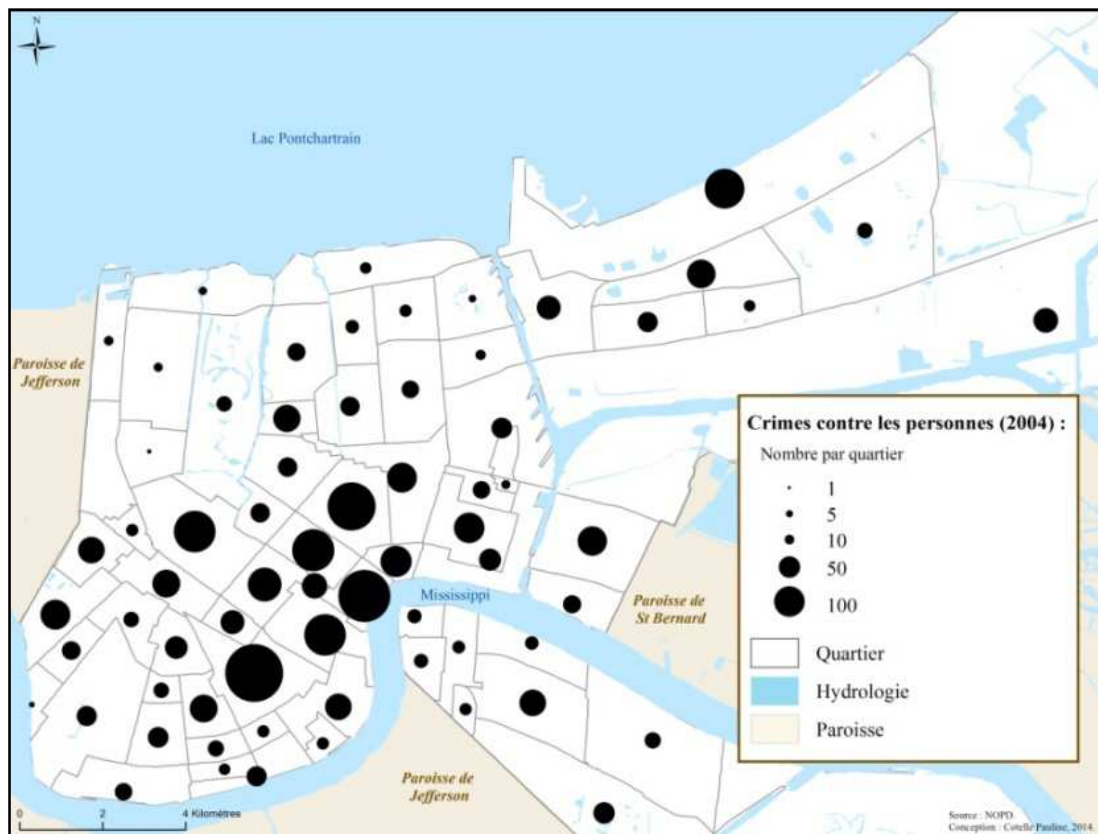 N
Lac Pontchartrain
Paroisse de
Jefferson
Crimes contre les personnes (2004) :
Nombre par quartier
1
5
10
50
100
Quartier
Hydrologie
Paroisse
Mississippi
Paroisse de
St Bernard
Paroisse de
Jefferson
0 2 4 Kilomètres
Source : NOPD.
Conception : Cotelle Pauline, 2014.